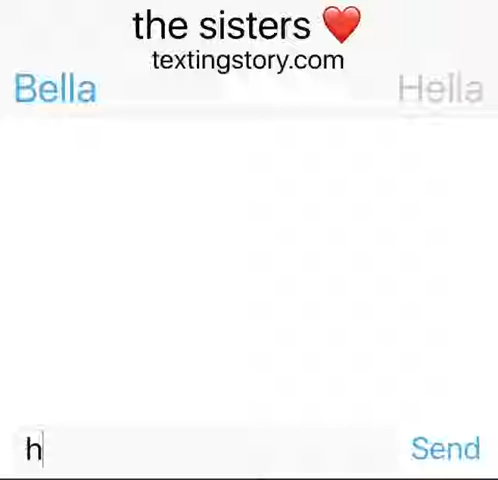 the sisters ❤️
textingstory.com
Bella
Hella
h
Send